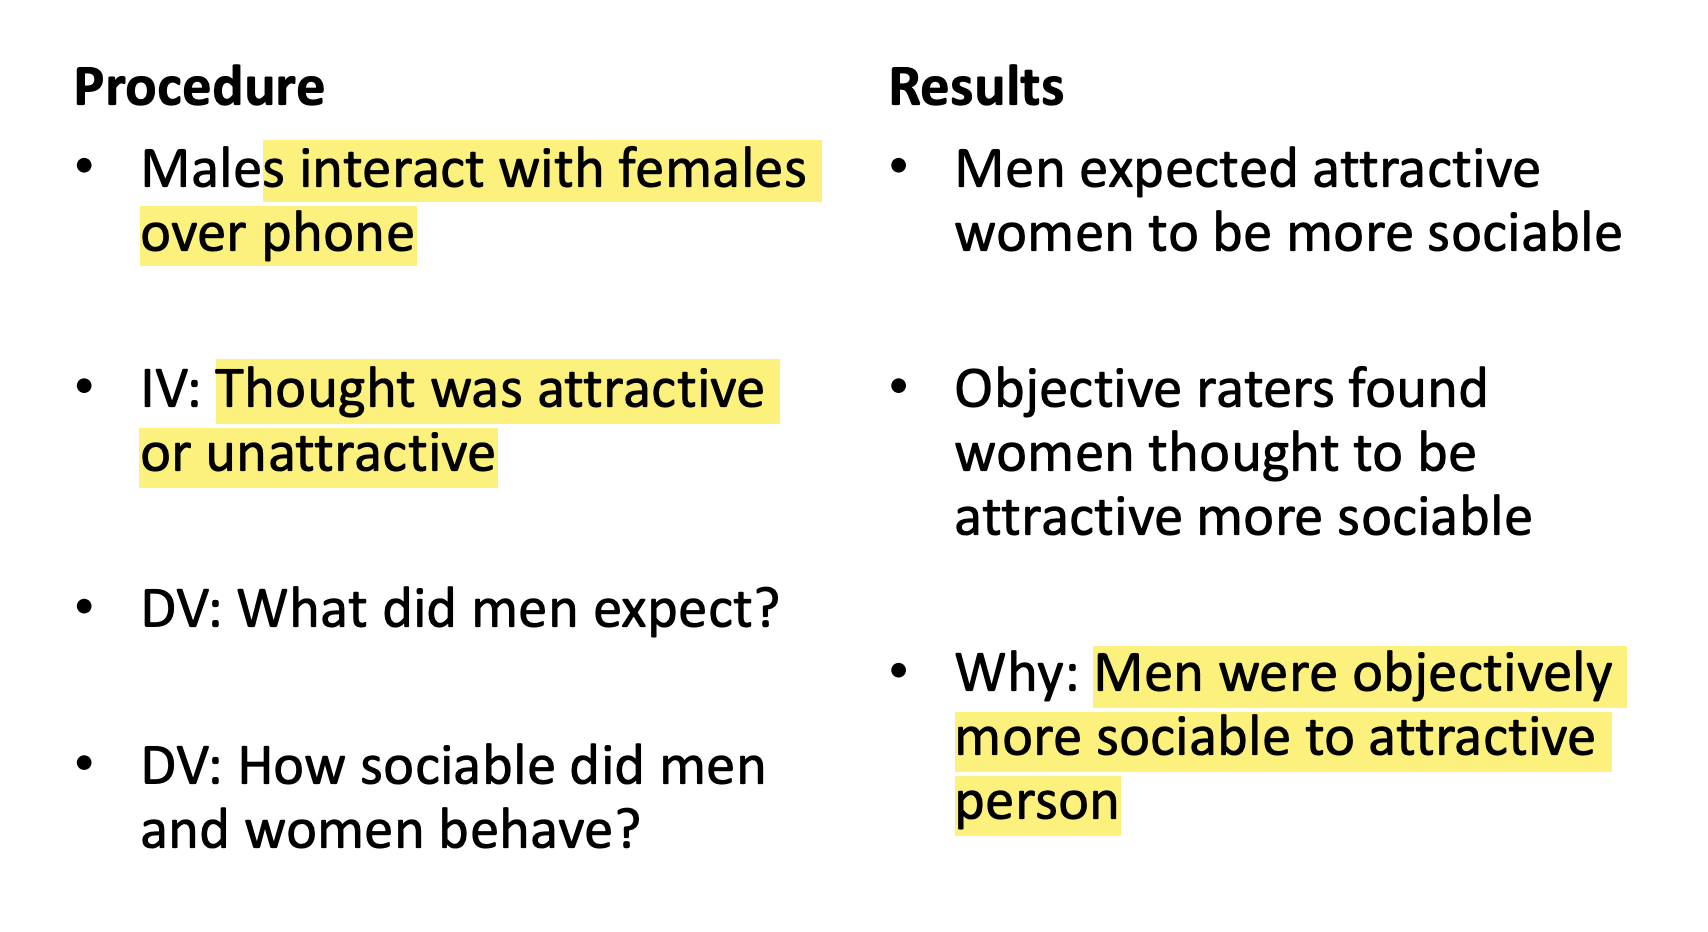 Procedure
• Males interact with females
over phone
• IV: Thought was attractive
or unattractive
• DV: What did men expect?
• DV: How sociable did men
and women behave?
Results
• Men expected attractive
women to be more sociable
• Objective raters found
women thought to be
attractive more sociable
• Why: Men were objectively
more sociable to attractive
person